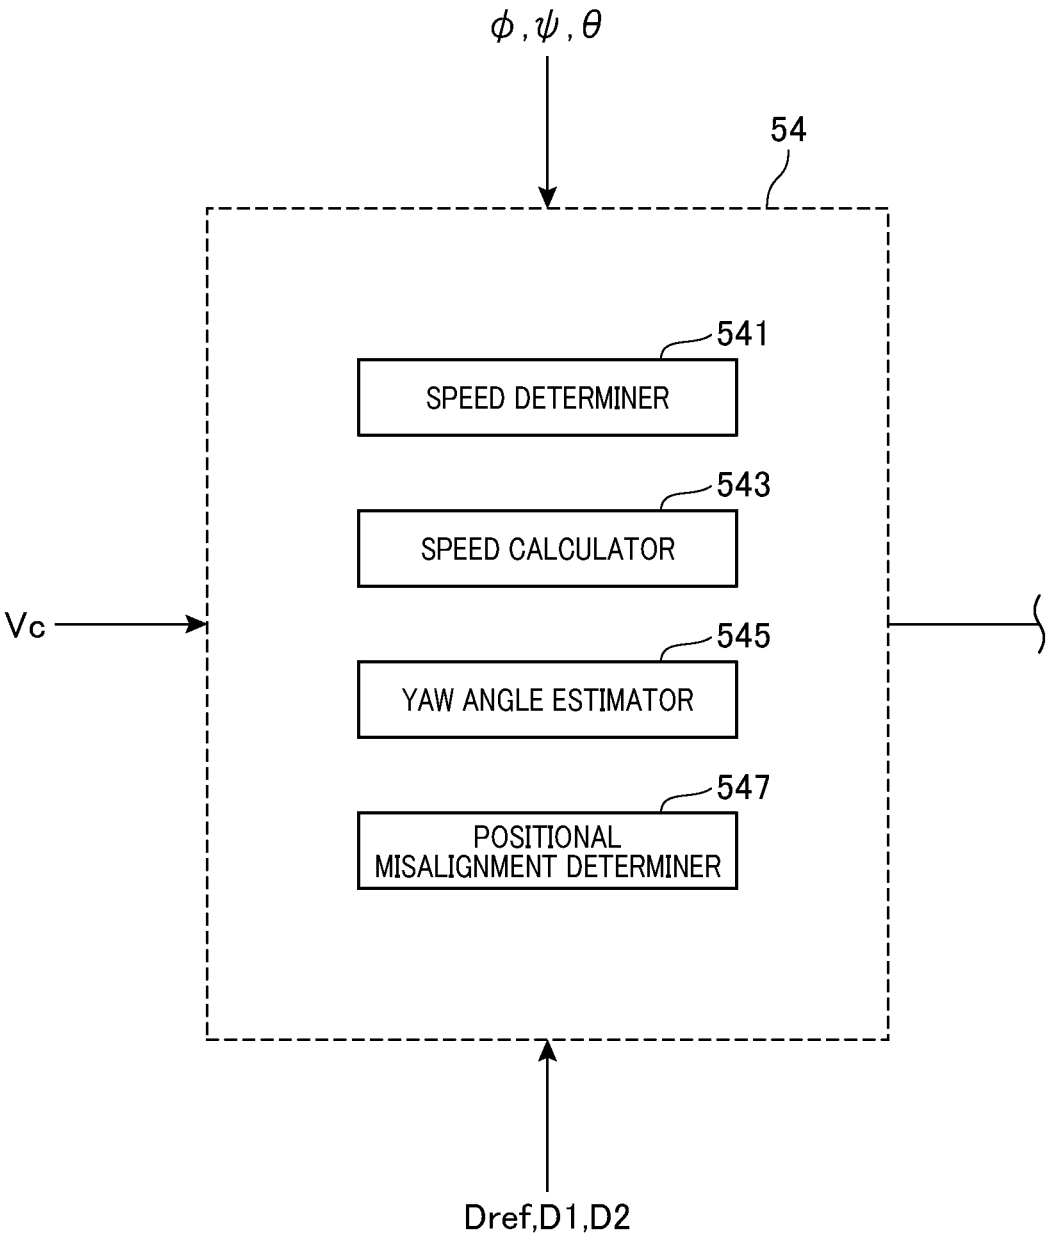 ϕ,ψ,θ
54
541
SPEED DETERMINER
543
SPEED CALCULATOR
Vc
545
YAW ANGLE ESTIMATOR
547
POSITIONAL
MISALIGNMENT DETERMINER
Dref,D1,D2